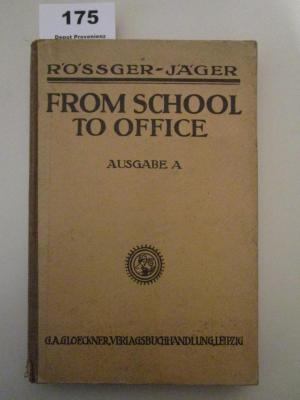 175
Depot Provenienz
RÖSSGER-JÄGER
FROM SCHOOL
TO OFFICE
AUSGABE A
G.A.GLOECKNER, VERLAGSBUCHHANDLUNG, LEIPZIG